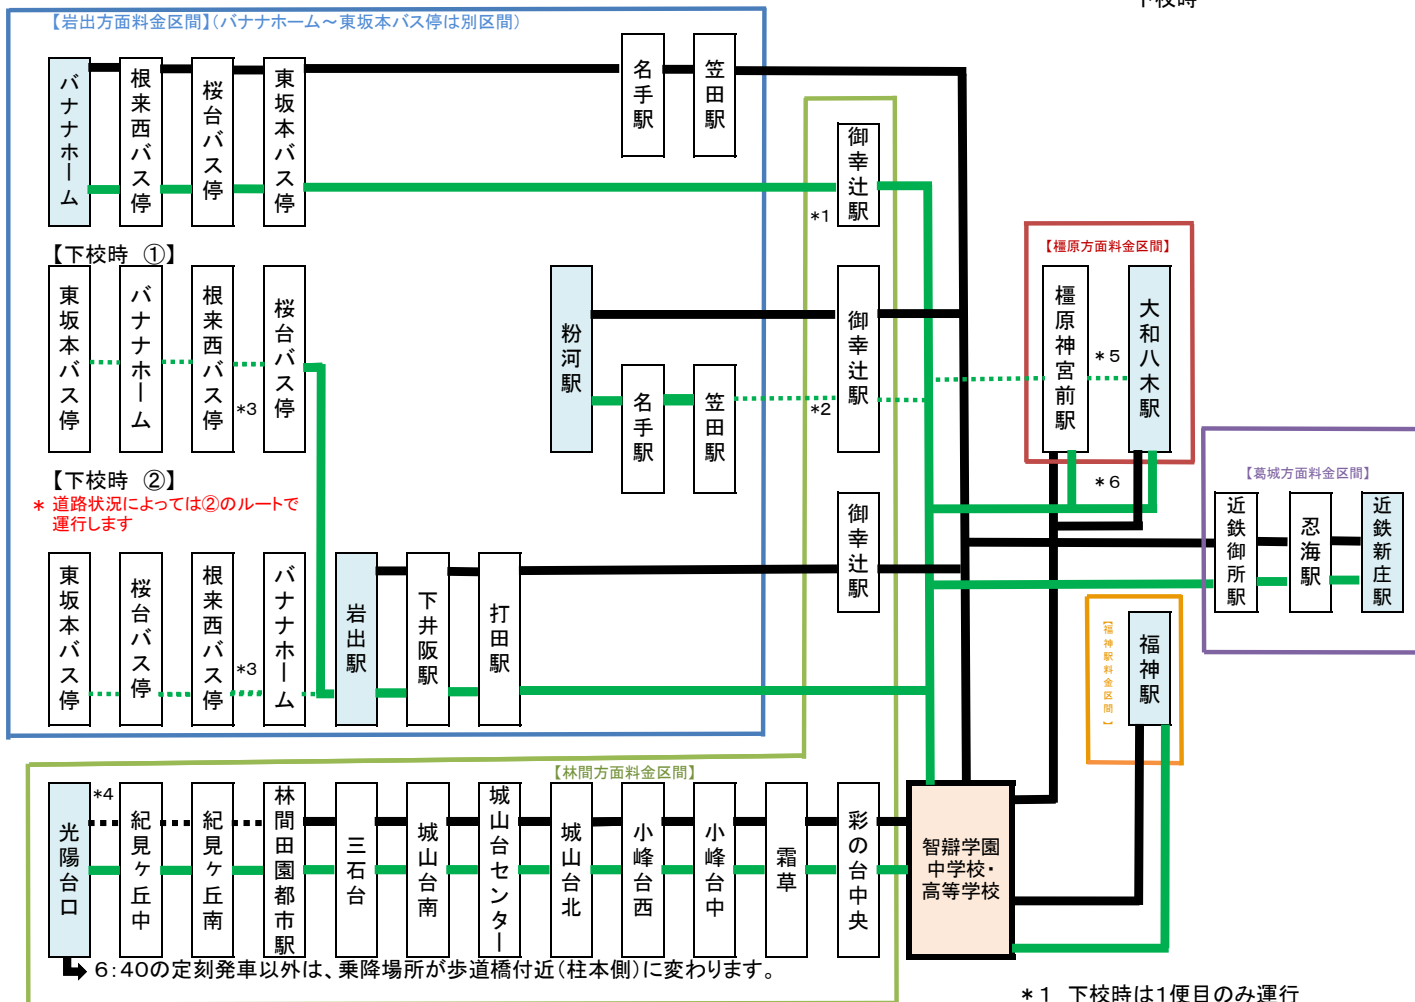 下校時
【岩出方面料金区間】(バナナホーム～東坂本バス停は別区間)
バナナホーム
根来西バス停
桜台バス停
東坂本バス停
名手駅
笠田駅
御幸辻駅
*1
【下校時 ①】
東坂本バス停
バナナホーム
根来西バス停
*3
桜台バス停
粉河駅
名手駅
笠田駅
*2
御幸辻駅
【橿原方面料金区間】
橿原神宮前駅
*5
大和八木駅
*6
【下校時 ②】
* 道路状況によっては②のルートで
運行します
東坂本バス停
桜台バス停
根来西バス停
*3
バナナホーム
岩出駅
下井阪駅
打田駅
御幸辻駅
【葛城方面料金区間】
近鉄御所駅
忍海駅
近鉄新庄駅
【福神駅料金区間】
福神駅
【林間方面料金区間】
光陽台口
*4
紀見ヶ丘中
紀見ヶ丘南
林間田園都市駅
三石台
城山台南
城山台センター
城山台北
小峰台西
小峰台中
霜草
彩の台中央
智辯学園
中学校・
高等学校
6:40の定刻発車以外は、乗降場所が歩道橋付近(柱本側)に変わります。
*1 下校時は1便目のみ運行